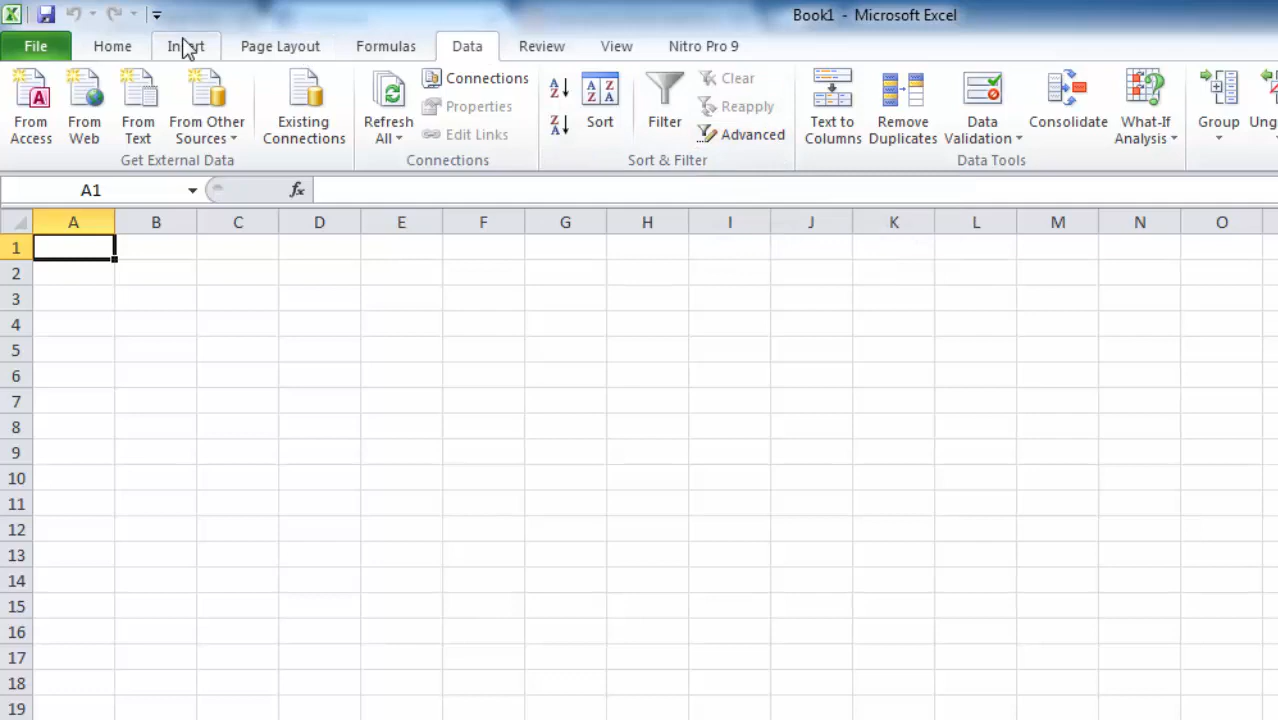 Book1 - Microsoft Excel
File Home Insert Page Layout Formulas Data Review View Nitro Pro 9
From Access
From Web
From Text
From Other Sources
Get External Data
Existing Connections
Refresh All
Connections
Properties
Edit Links
Connections
A Z
Z A
A Z Z A
Sort
Filter
Clear
Reapply
Advanced
Sort & Filter
Text to Columns
Remove Duplicates
Data Validation
Consolidate
What-If Analysis
Data Tools
Group
A1
fx
A B C D E F G H I J K L M N O
1
2
3
4
5
6
7
8
9
10
11
12
13
14
15
16
17
18
19